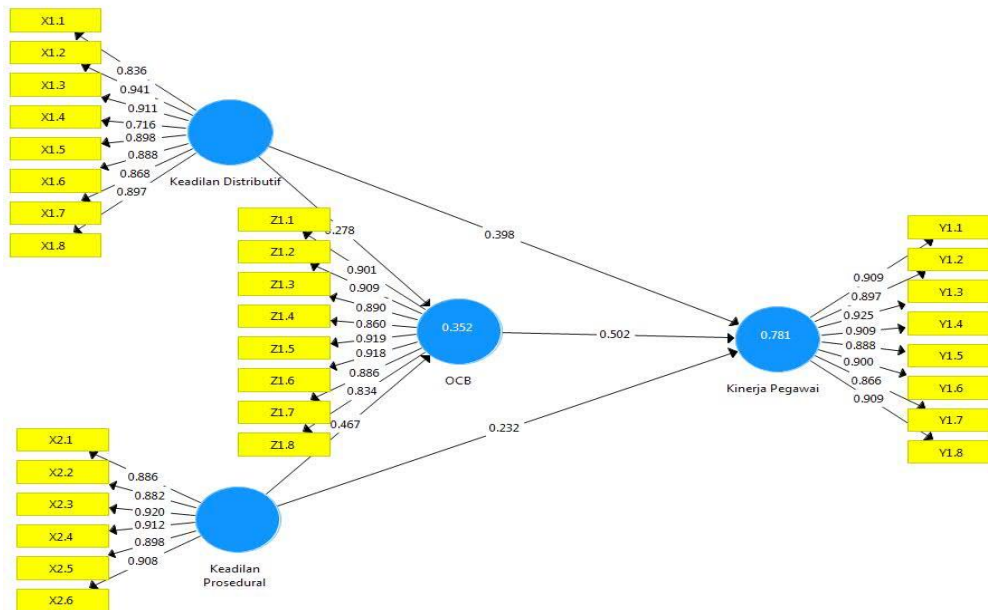 X1.1
X1.2
X1.3
X1.4
X1.5
X1.6
X1.7
X1.8
0.836
0.941
0.911
0.716
0.898
0.888
0.868
0.897
Keadilan Distributif
0.278
0.398
Z1.1
Z1.2
Z1.3
Z1.4
Z1.5
Z1.6
Z1.7
Z1.8
0.901
0.909
0.890
0.860
0.919
0.918
0.886
0.834
0.467
0.352
OCB
0.502
0.232
0.781
Kinerja Pegawai
0.909
0.897
0.925
0.909
0.888
0.900
0.866
0.909
Y1.1
Y1.2
Y1.3
Y1.4
Y1.5
Y1.6
Y1.7
Y1.8
X2.1
X2.2
X2.3
X2.4
X2.5
X2.6
0.886
0.882
0.920
0.912
0.898
0.908
Keadilan
Prosedural